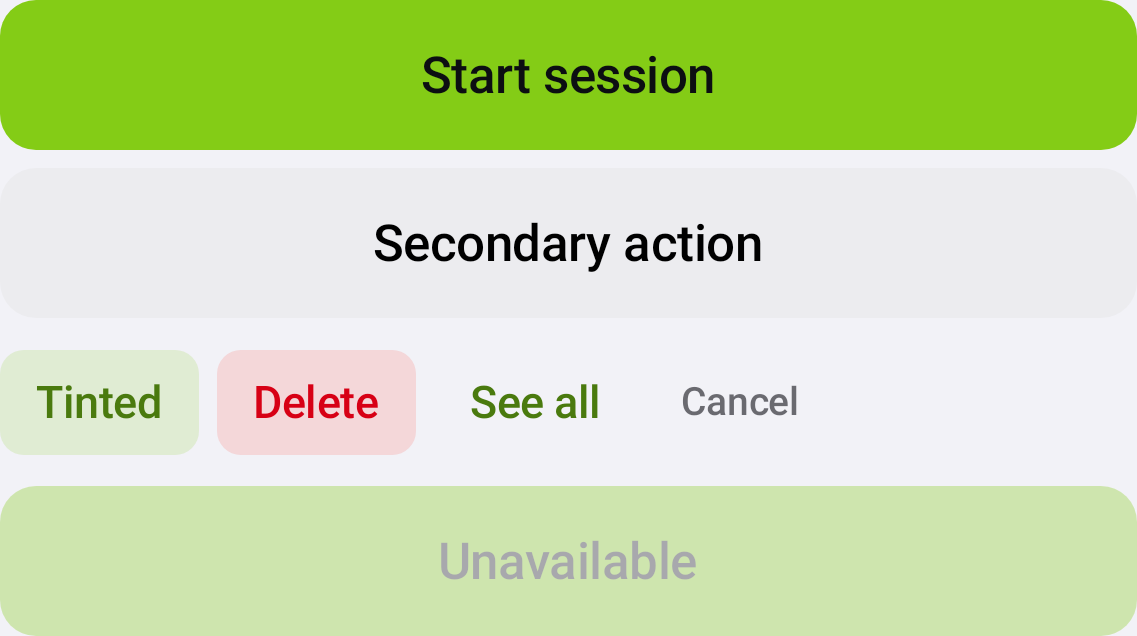 Start session
Secondary action
Tinted Delete See all Cancel
Unavailable